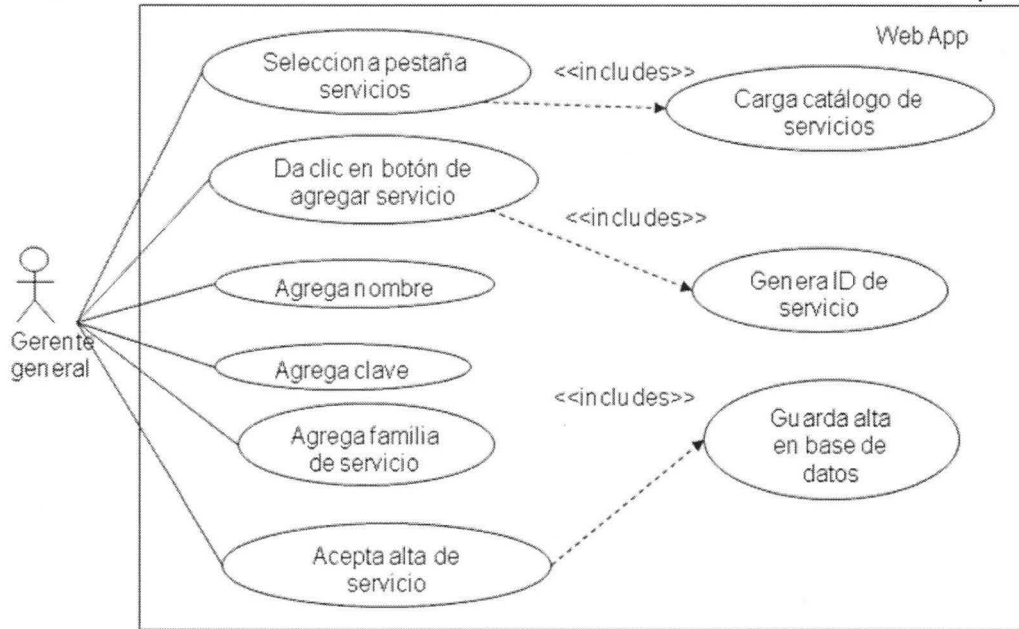 Web App
Selecciona pestaña
servicios
<<includes>>
Carga catálogo de
servicios
Da clic en botón de
agregar servicio
<<includes>>
Genera ID de
servicio
Agrega nombre
Gerente
general
Agrega clave
<<includes>>
Agrega familia
de servicio
Guarda alta
en base de
datos
Acepta alta de
servicio